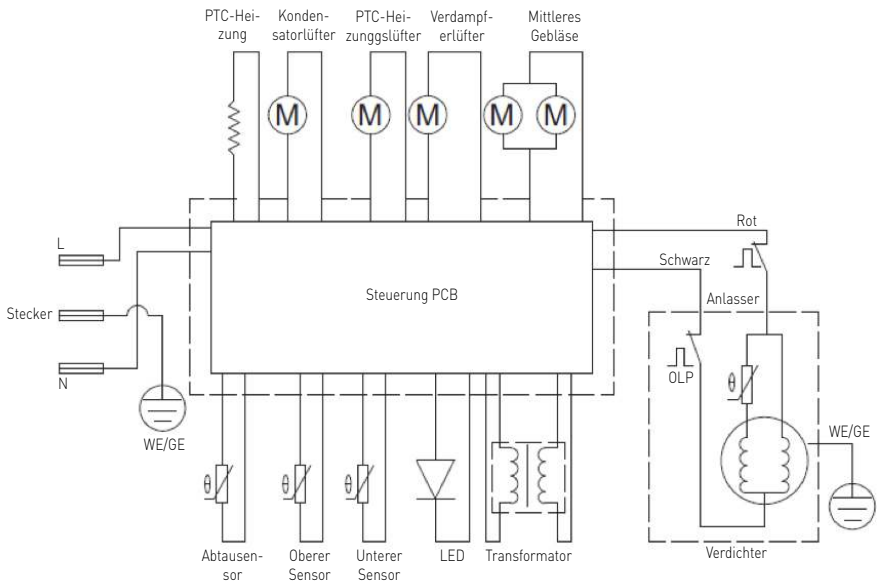 PTC-Hei-
zung
Konden-
satorlüfter
PTC-Hei-
zunggslüfter
Verdampf-
erlüfter
Mittleres
Gebläse
M
M
M
M
M
L
Stecker
N
WE/GE
Steuerung PCB
Rot
Schwarz
Anlasser
OLP
θ
WE/GE
Verdichter
θ
θ
θ
Abtausen-
sor
Oberer
Sensor
Unterer
Sensor
LED
Transformator